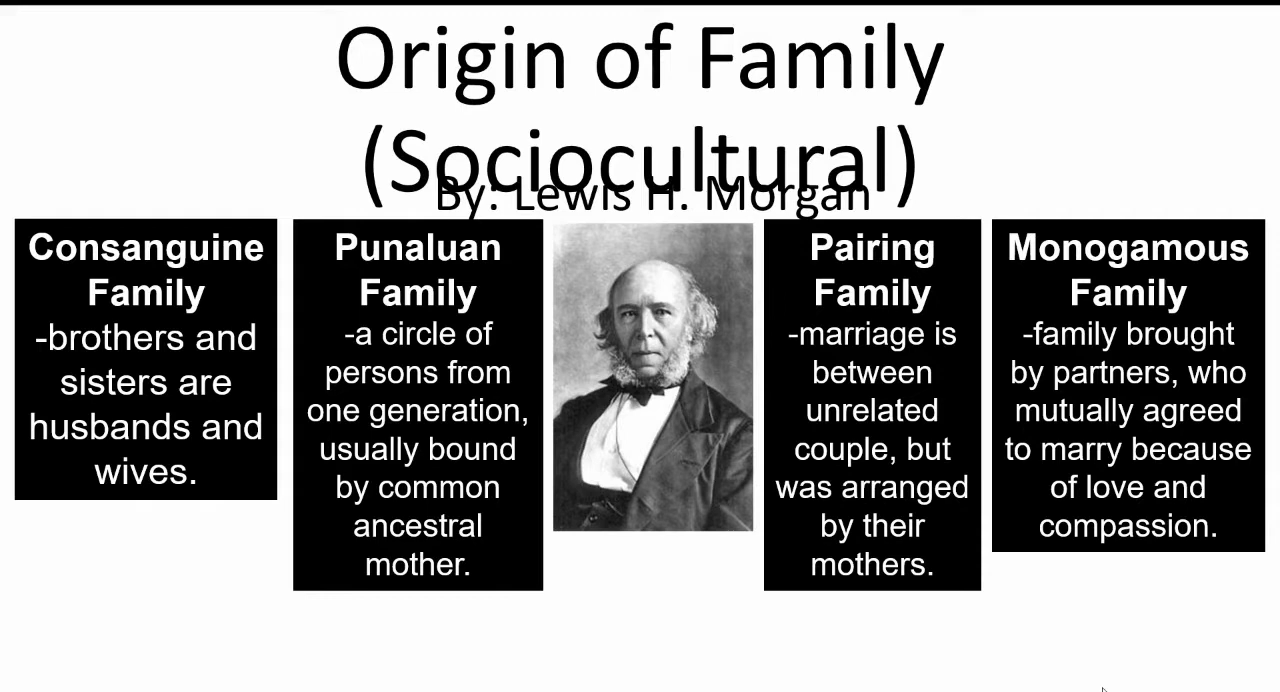 Origin of Family
(Sociocultural)
By: Lewis H. Morgan
Consanguine
Family
-brothers and
sisters are
husbands and
wives.
Punaluan
Family
-a circle of
persons from
one generation,
usually bound
by common
ancestral
mother.
Pairing
Family
-marriage is
between
unrelated
couple, but
was arranged
by their
mothers.
Monogamous
Family
-family brought
by partners, who
mutually agreed
to marry because
of love and
compassion.